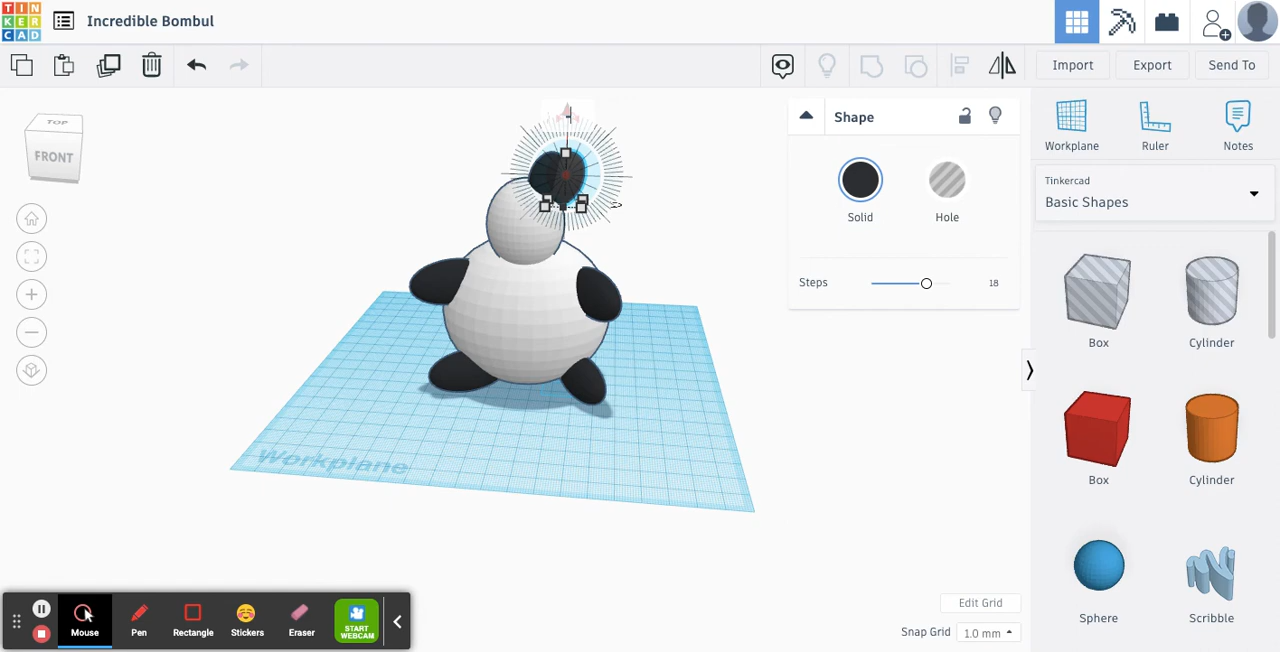 TIN
KER
CAD
Incredible Bombul
Import
Export
Send To
TOP
FRONT
Shape
Solid
Hole
Steps
18
Workplane
Ruler
Notes
Tinkercad
Basic Shapes
Box
Cylinder
Box
Cylinder
Sphere
Scribble
Workplane
Edit Grid
Snap Grid
1.0 mm
Mouse
Pen
Rectangle
Stickers
Eraser
START
WEBCAM